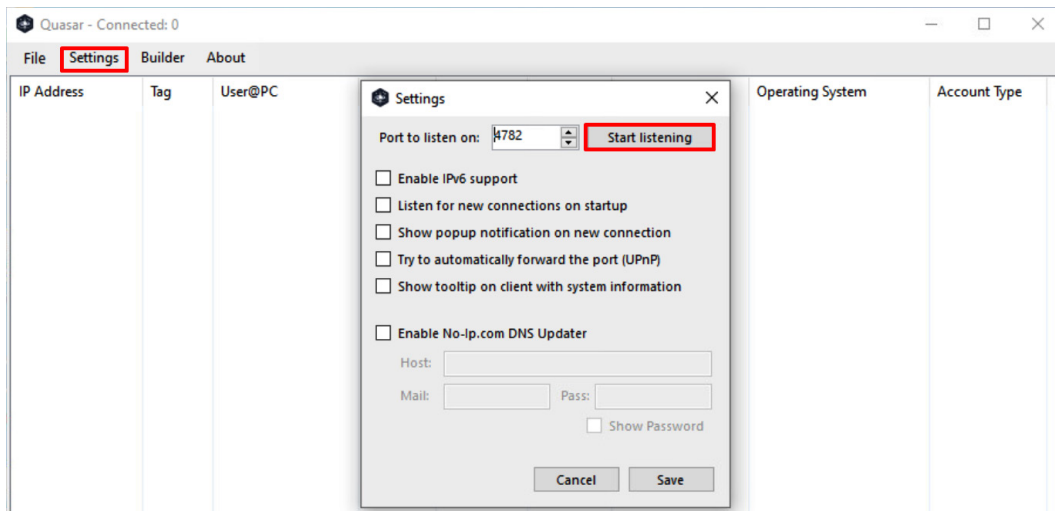 Quasar - Connected: 0
File Settings Builder About
IP Address Tag User@PC Operating System Account Type
Settings
Port to listen on: 4782 Start listening
Enable IPv6 support
Listen for new connections on startup
Show popup notification on new connection
Try to automatically forward the port (UPnP)
Show tooltip on client with system information
Enable No-Ip.com DNS Updater
Host:
Mail: Pass:
Show Password
Cancel Save